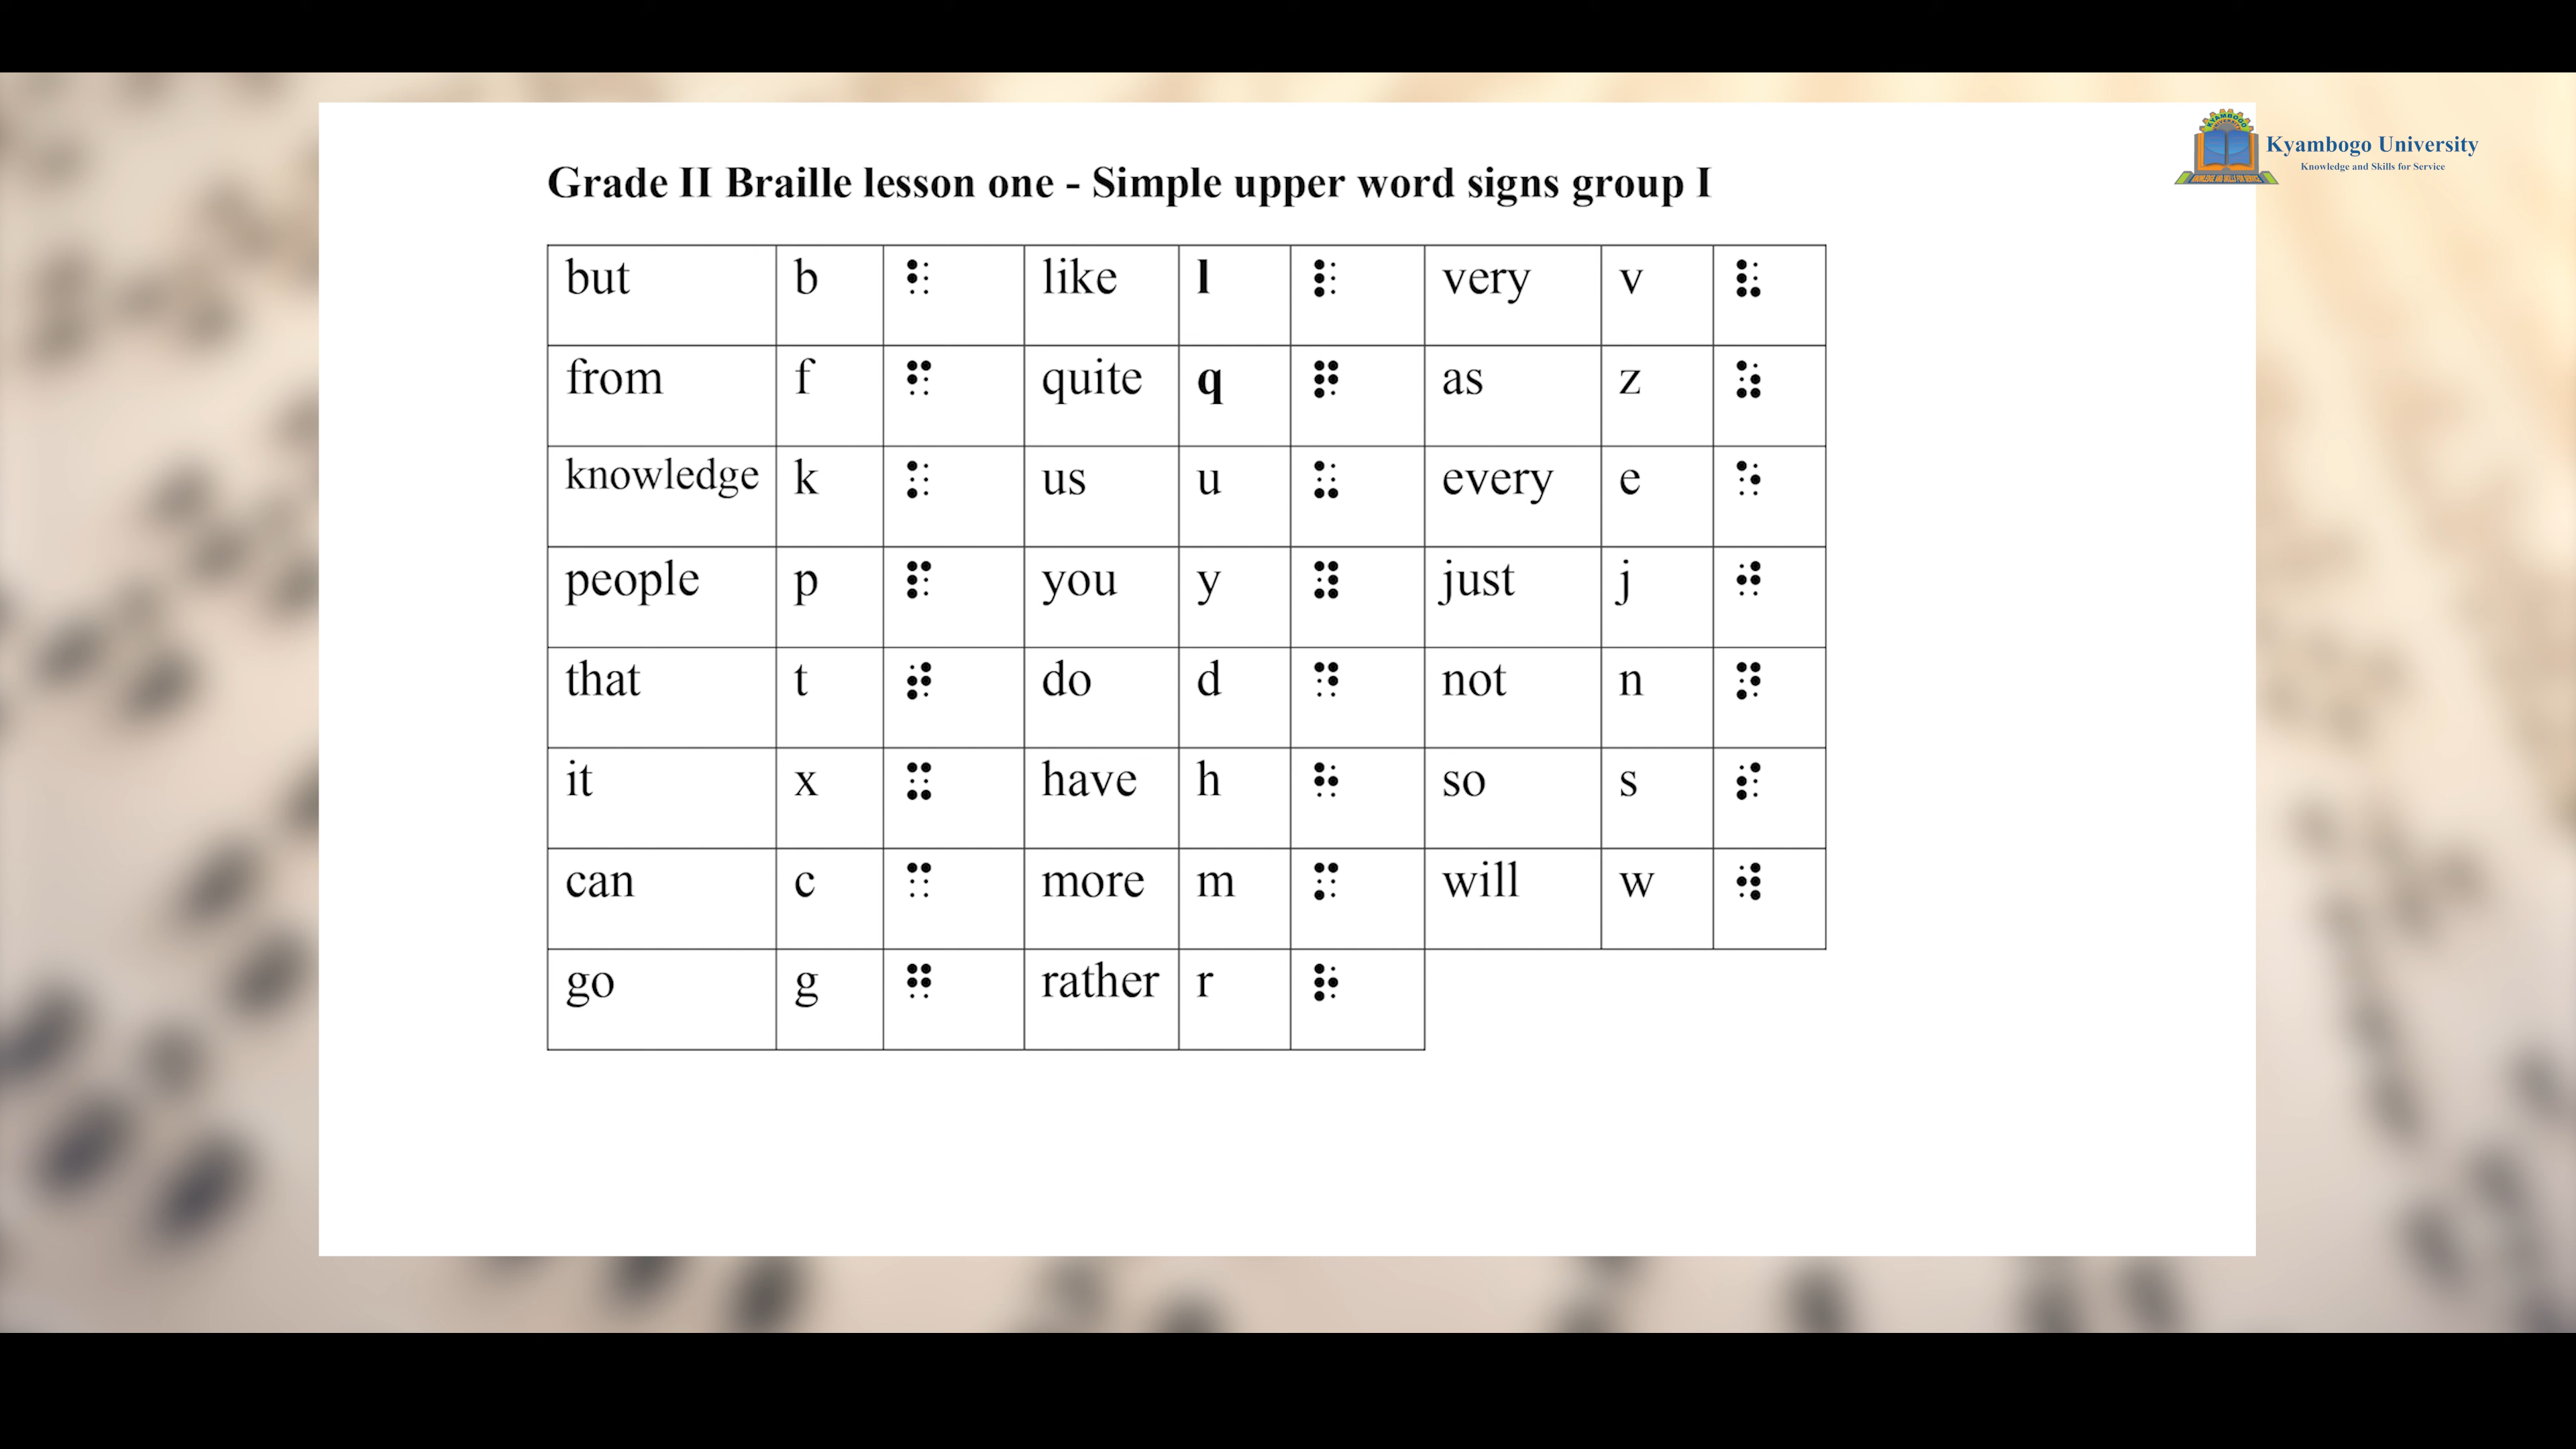 Kyambogo University
Knowledge and Skills for Service
Grade II Braille lesson one - Simple upper word signs group I
but b ⠃ like l ⠇ very v ⠧
from f ⠋ quite q ⠟ as z ⠵
knowledge k ⠅ us u ⠥ every e ⠑
people p ⠏ you y ⠽ just j ⠚
that t ⠞ do d ⠙ not n ⠝
it x ⠭ have h ⠓ so s ⠎
can c ⠉ more m ⠍ will w ⠺
go g ⠛ rather r ⠗